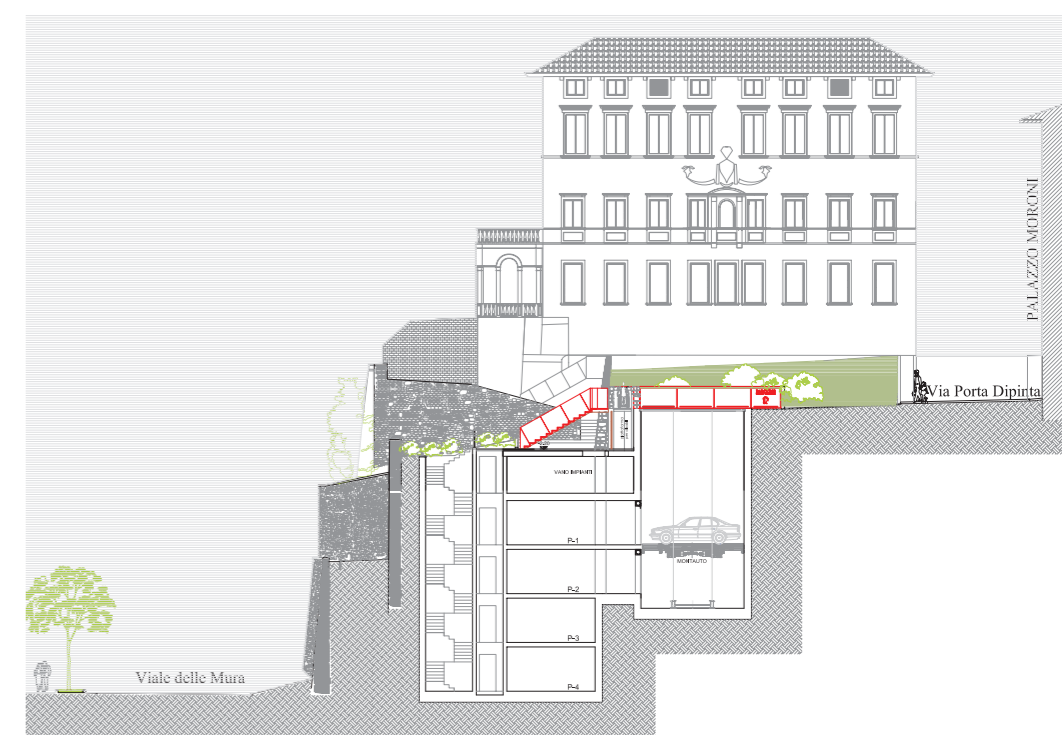 PALAZZO MORONI
Via Porta Dipinta
VANO IMPIANTI
P-1
MONTAUTO
P-2
P-3
Viale delle Mura
P-4